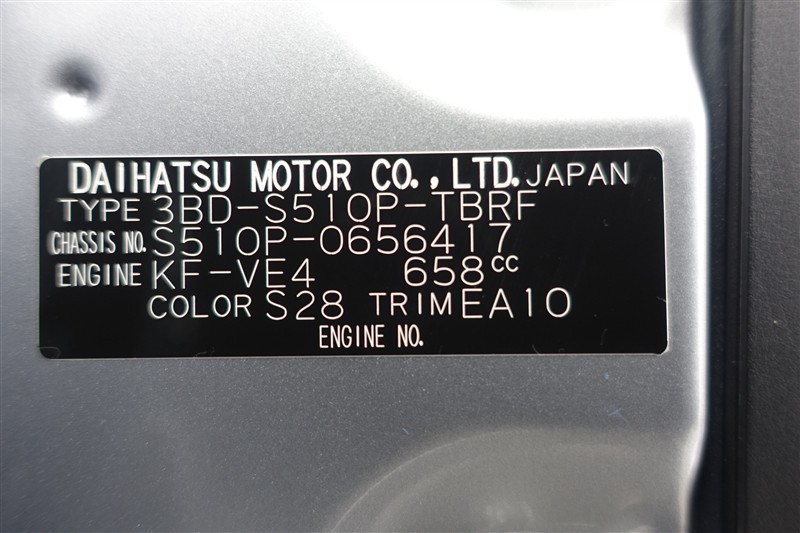 DAIHATSU MOTOR CO.,LTD. JAPAN
TYPE 3BD-S510P-TBRF
CHASSIS NO. S510P-0656417
ENGINE KF-VE4 658cc
COLOR S28 TRIM EA10
ENGINE NO.